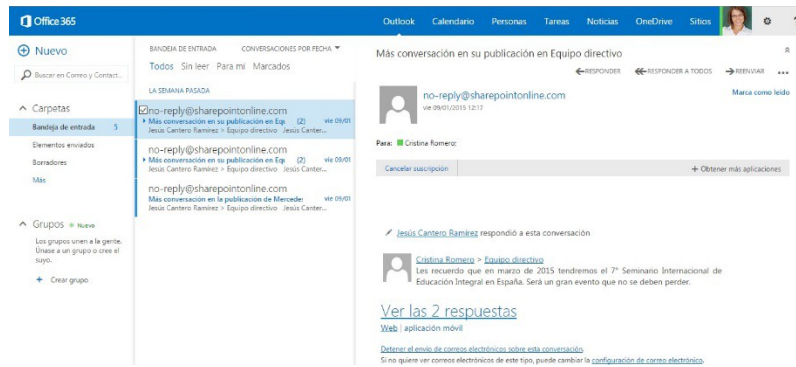 Office 365
Outlook Calendario Personas Tareas Noticias OneDrive Sitios
Nuevo
Buscar en Correo y Contact...
Carpetas
Bandeja de entrada 5
Elementos enviados
Borradores
Más
Grupos Nuevo
Los grupos unen a la gente.
Únase a un grupo o cree el
suyo.
+ Crear grupo
BANDEJA DE ENTRADA CONVERSACIONES POR FECHA
Todos Sin leer Para mí Marcados
LA SEMANA PASADA
no-reply@sharepointonline.com
Más conversación en su publicación en Equ (2) vie 09/01
Jesús Cantero Ramírez > Equipo directivo Jesús Canter...
no-reply@sharepointonline.com
Más conversación en su publicación en Equ (2) vie 09/01
Jesús Cantero Ramírez > Equipo directivo Jesús Canter...
no-reply@sharepointonline.com
Más conversación en la publicación de Mercedes vie 09/01
Jesús Cantero Ramírez > Equipo directivo Jesús Canter...
Más conversación en su publicación en Equipo directivo
RESPONDER RESPONDER A TODOS REENVIAR ...
no-reply@sharepointonline.com
vie 09/01/2015 12:17
Marca como leído
Para: Cristina Romero;
Cancelar suscripción + Obtener más aplicaciones
Jesús Cantero Ramírez respondió a esta conversación
Cristina Romero > Equipo directivo
Les recuerdo que en marzo de 2015 tendremos el 7° Seminario Internacional de
Educación Integral en España. Será un gran evento que no se deben perder.
Ver las 2 respuestas
Web | aplicación móvil
Detener el envío de correos electrónicos sobre esta conversación.
Si no quiere ver correos electrónicos de este tipo, puede cambiar la configuración de correo electrónico.